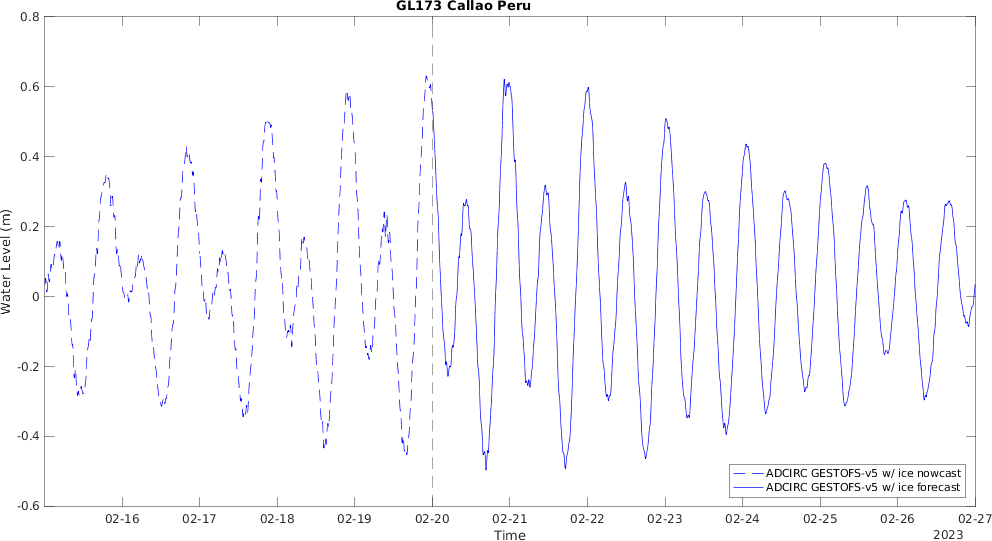 GL173 Callao Peru
0.8
0.6
0.4
0.2
0
-0.2
-0.4
-0.6
Water Level (m)
02-16 02-17 02-18 02-19 02-20 02-21 02-22 02-23 02-24 02-25 02-26 02-27
Time
2023
ADCIRC GESTOFS-v5 w/ ice nowcast
ADCIRC GESTOFS-v5 w/ ice forecast